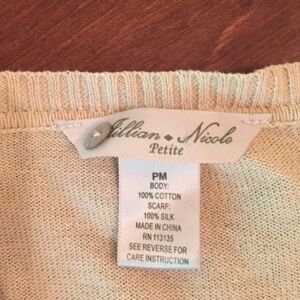 Jillian Nicole
Petite
PM
BODY:
100% COTTON
SCARF:
100% SILK
MADE IN CHINA
RN 113135
SEE REVERSE FOR
CARE INSTRUCTION